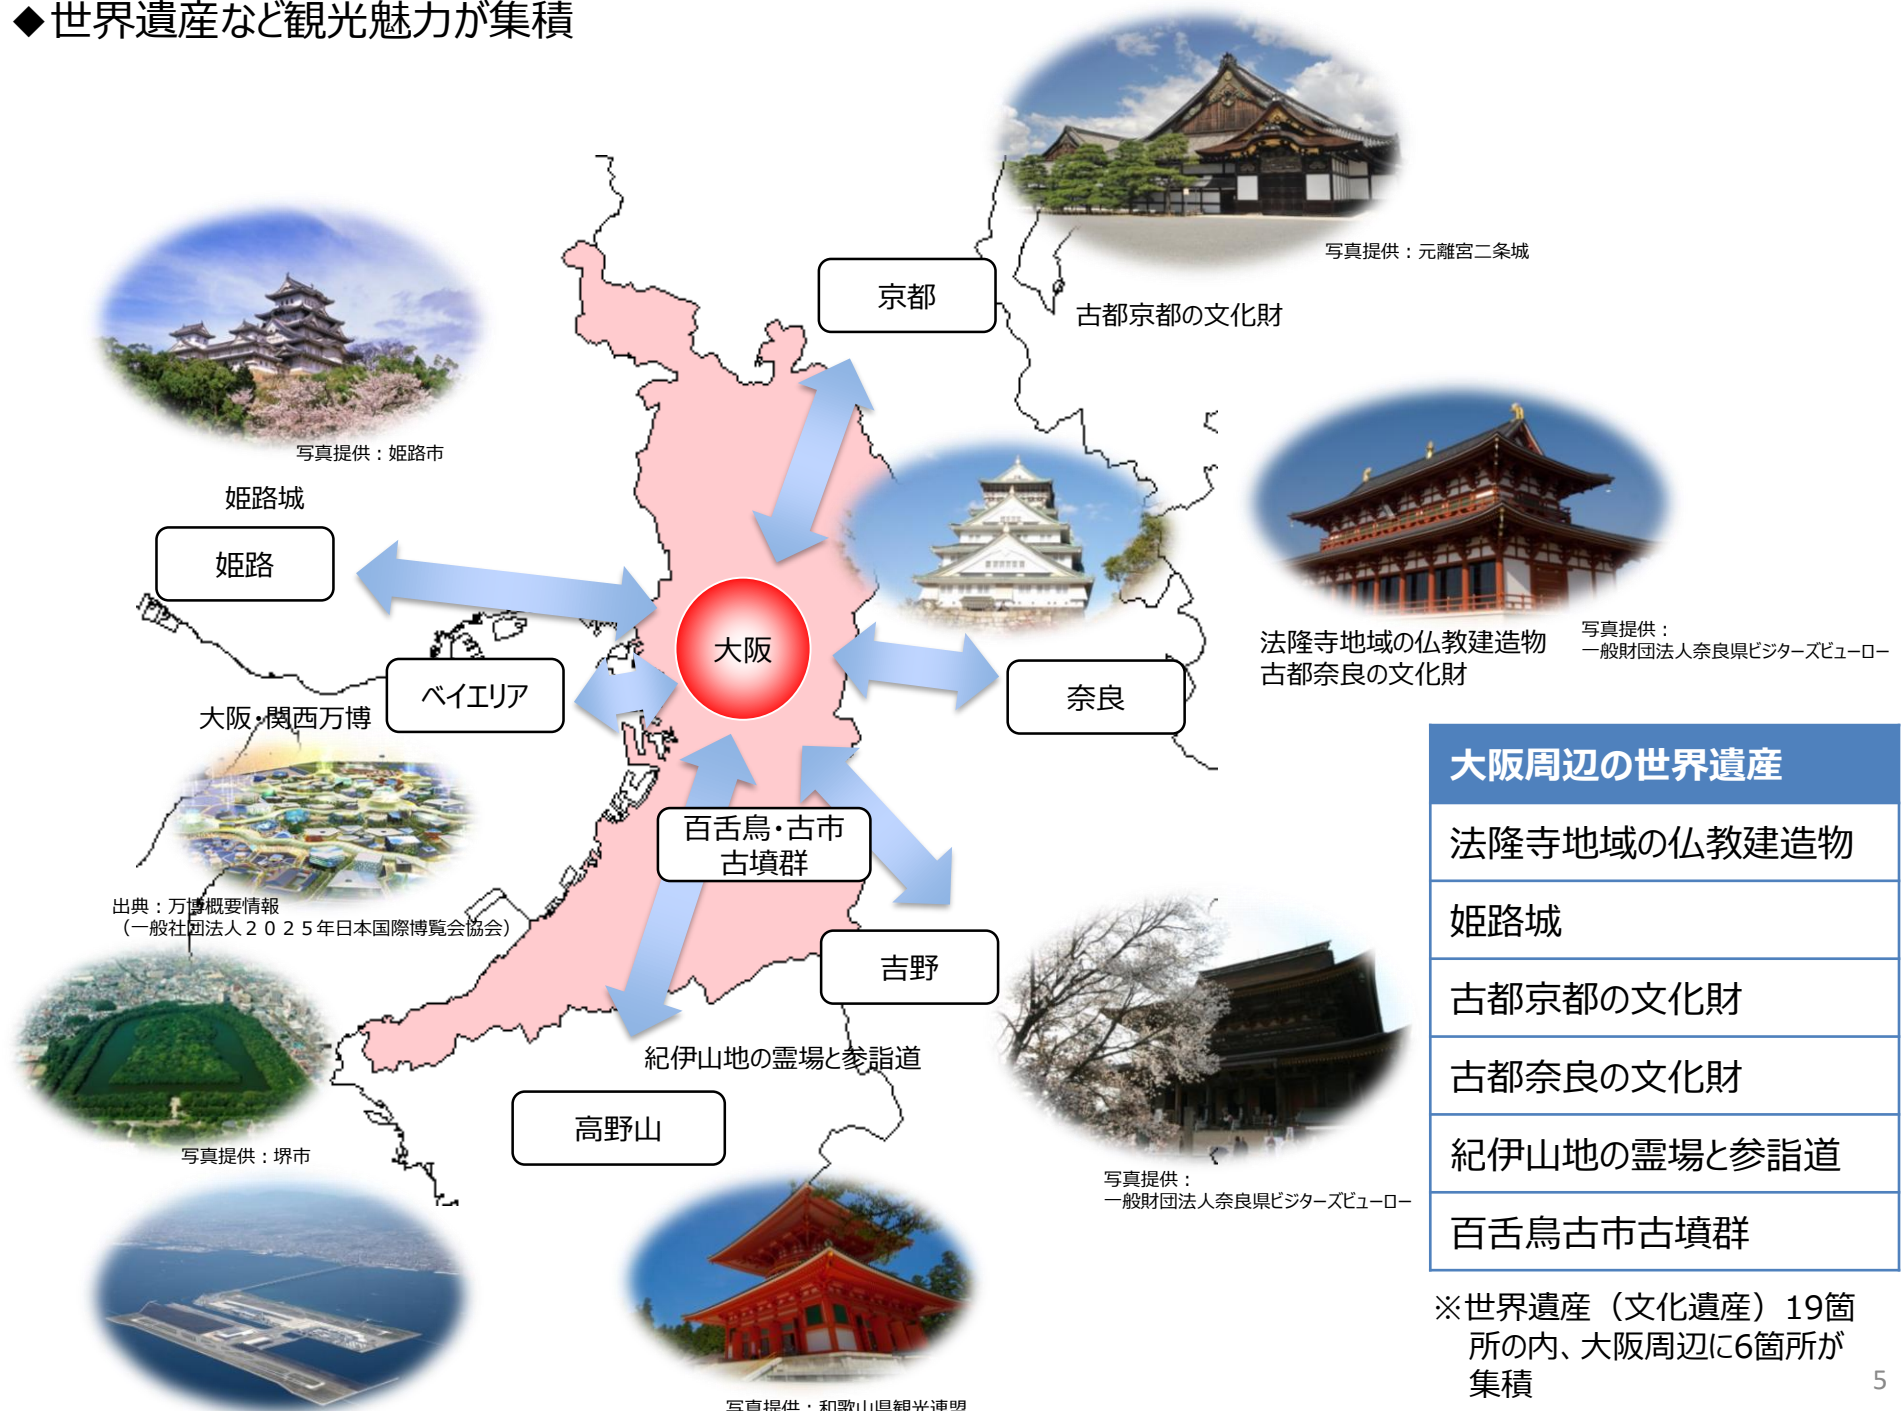 ◆世界遺産など観光魅力が集積
写真提供：元離宮二条城
京都
古都京都の文化財
写真提供：姫路市
姫路城
姫路
大阪
法隆寺地域の仏教建造物
古都奈良の文化財
写真提供：
一般財団法人奈良県ビジターズビューロー
ベイエリア
奈良
大阪・関西万博
百舌鳥・古市
古墳群
出典：万博概要情報
（一般社団法人２０２５年日本国際博覧会協会）
吉野
紀伊山地の霊場と参詣道
高野山
写真提供：堺市
写真提供：
一般財団法人奈良県ビジターズビューロー
写真提供：和歌山県観光連盟
大阪周辺の世界遺産
法隆寺地域の仏教建造物
姫路城
古都京都の文化財
古都奈良の文化財
紀伊山地の霊場と参詣道
百舌鳥古市古墳群
※世界遺産（文化遺産）19箇
所の内、大阪周辺に6箇所が
集積
5